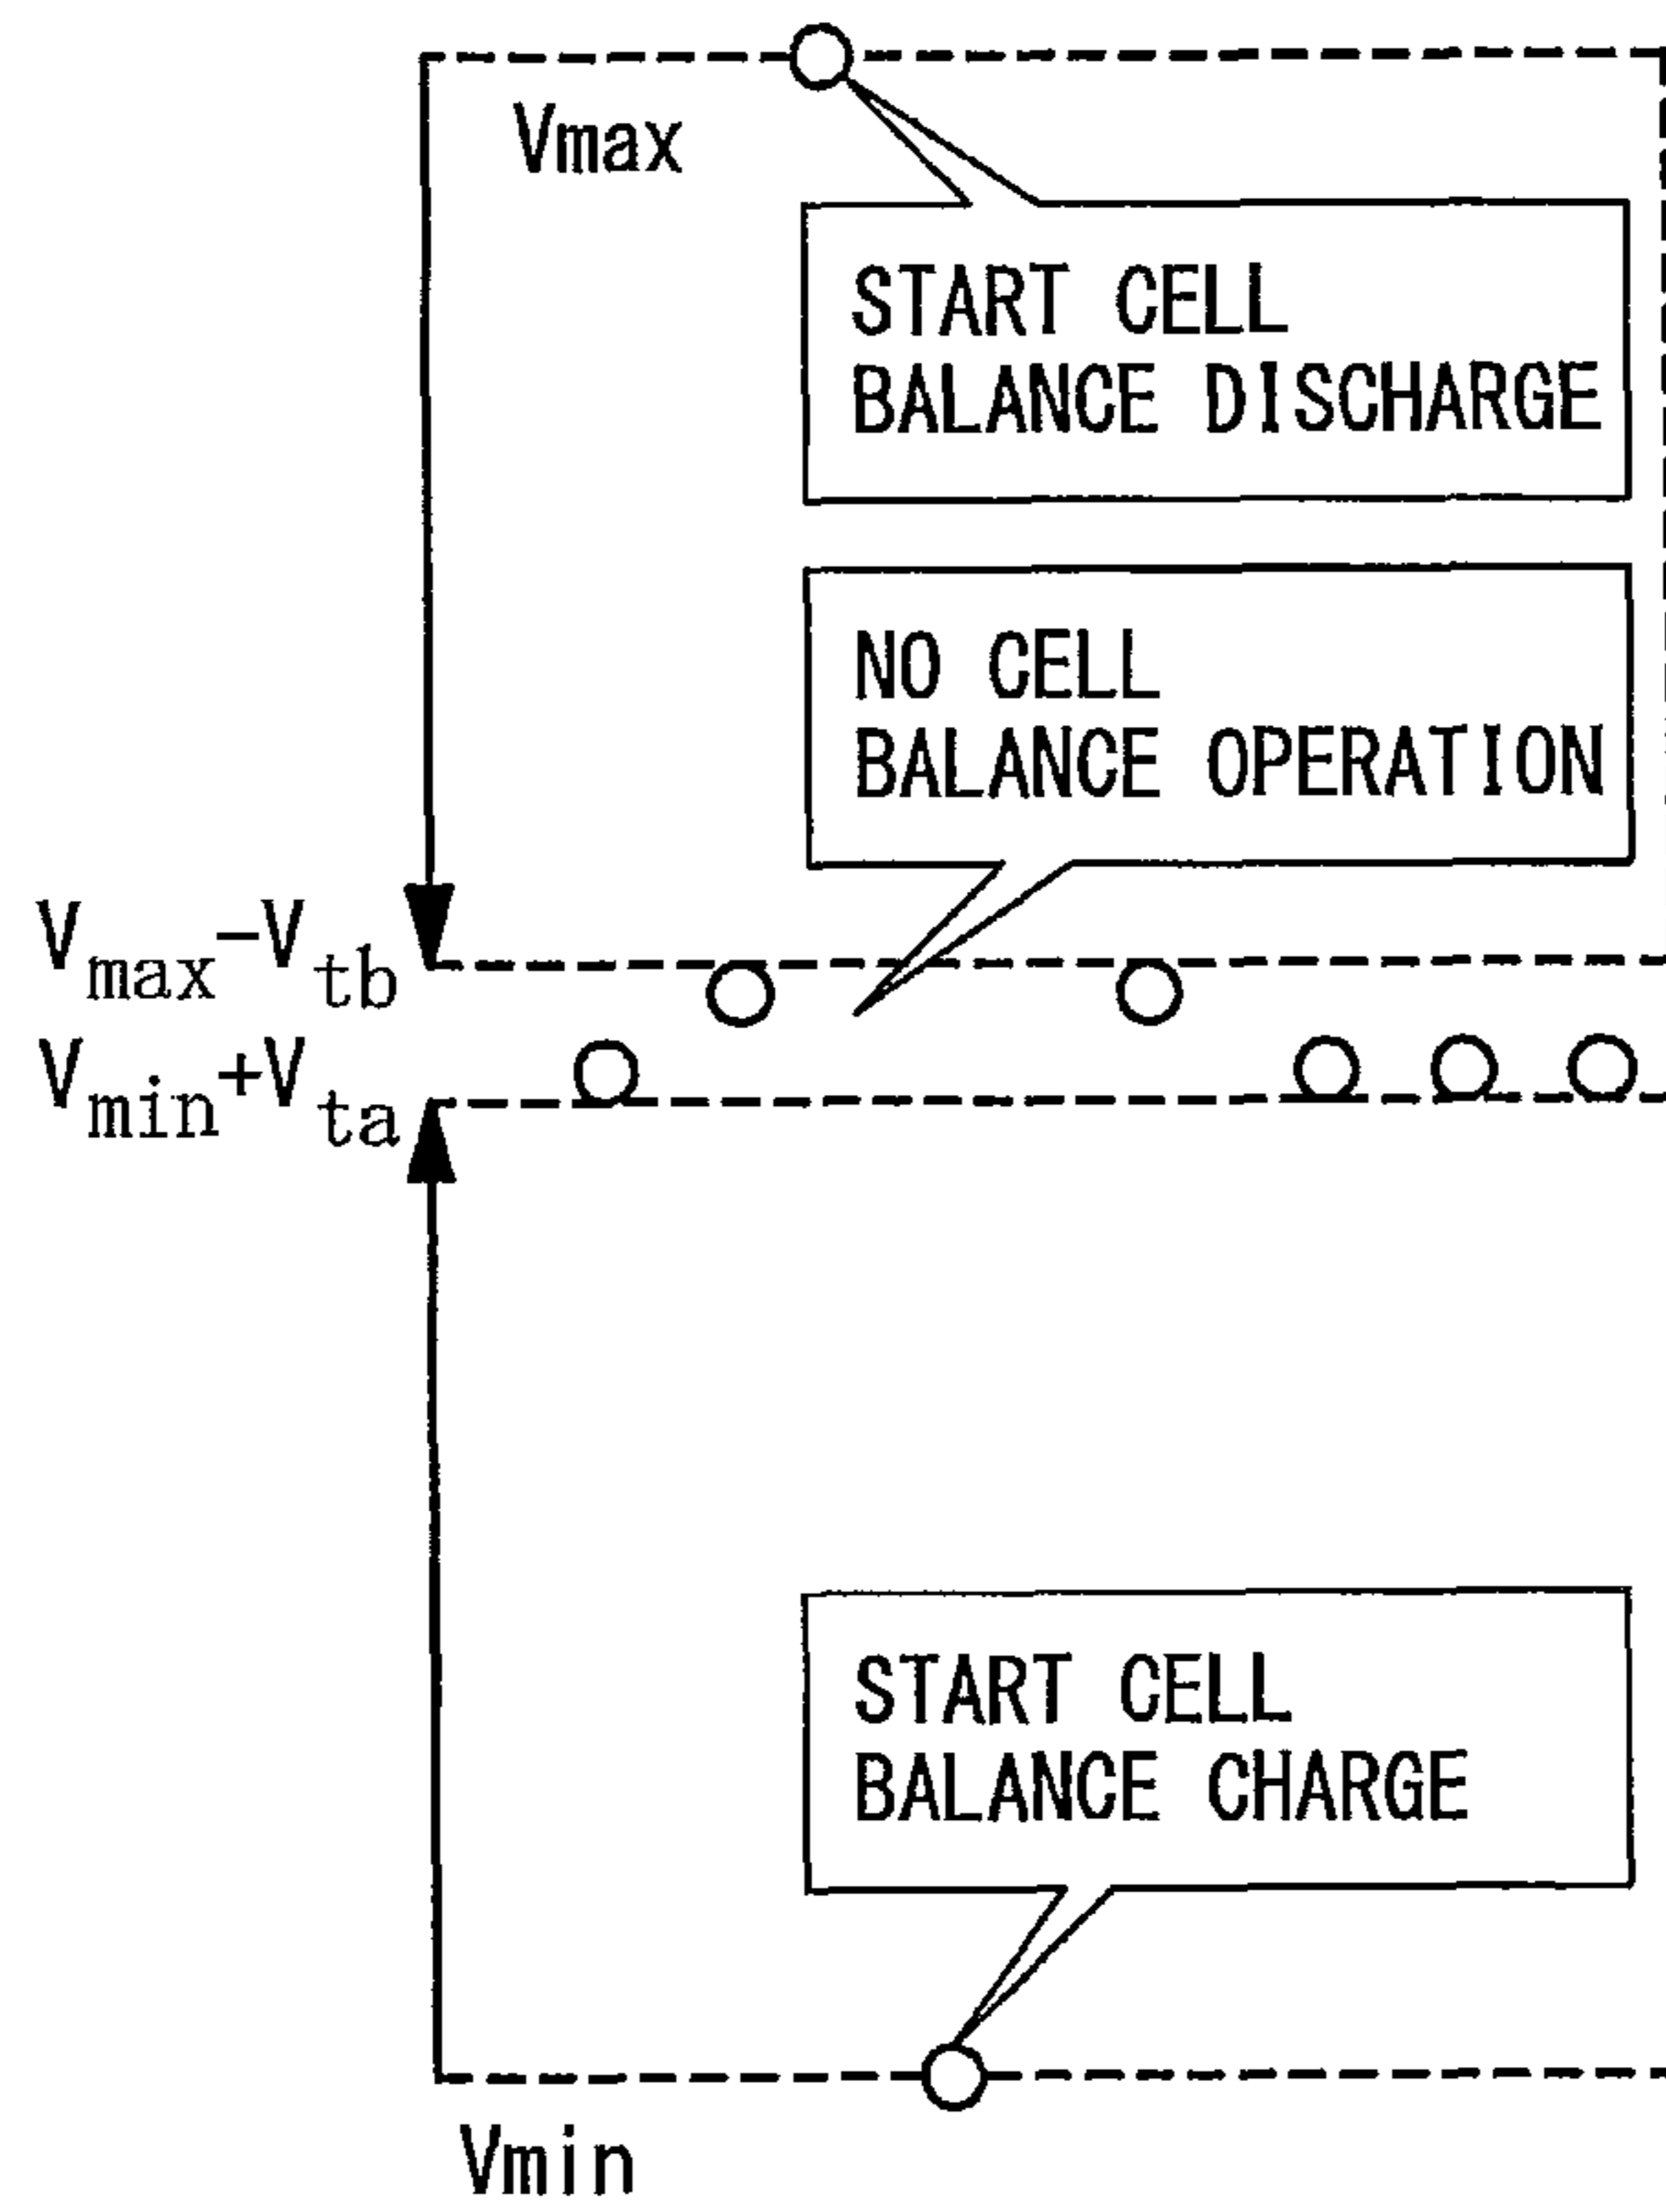 Vmax
START CELL
BALANCE DISCHARGE
NO CELL
BALANCE OPERATION
Vmax-Vtb
Vmin+Vta
START CELL
BALANCE CHARGE
Vmin